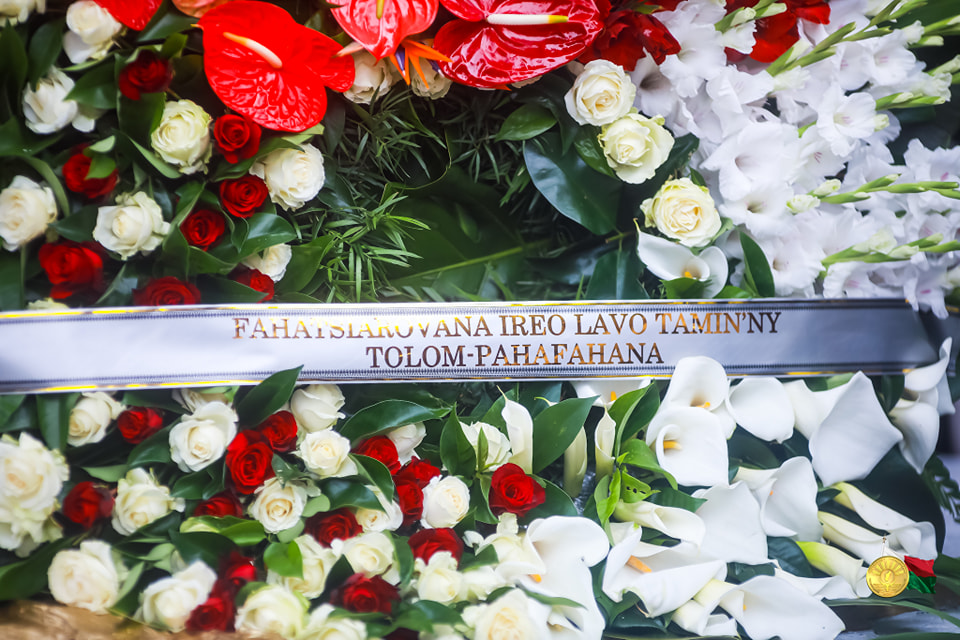 FAHATSIAROVANA IREO LAVO TAMIN'NY
TOLOM-PAHAFAHANA